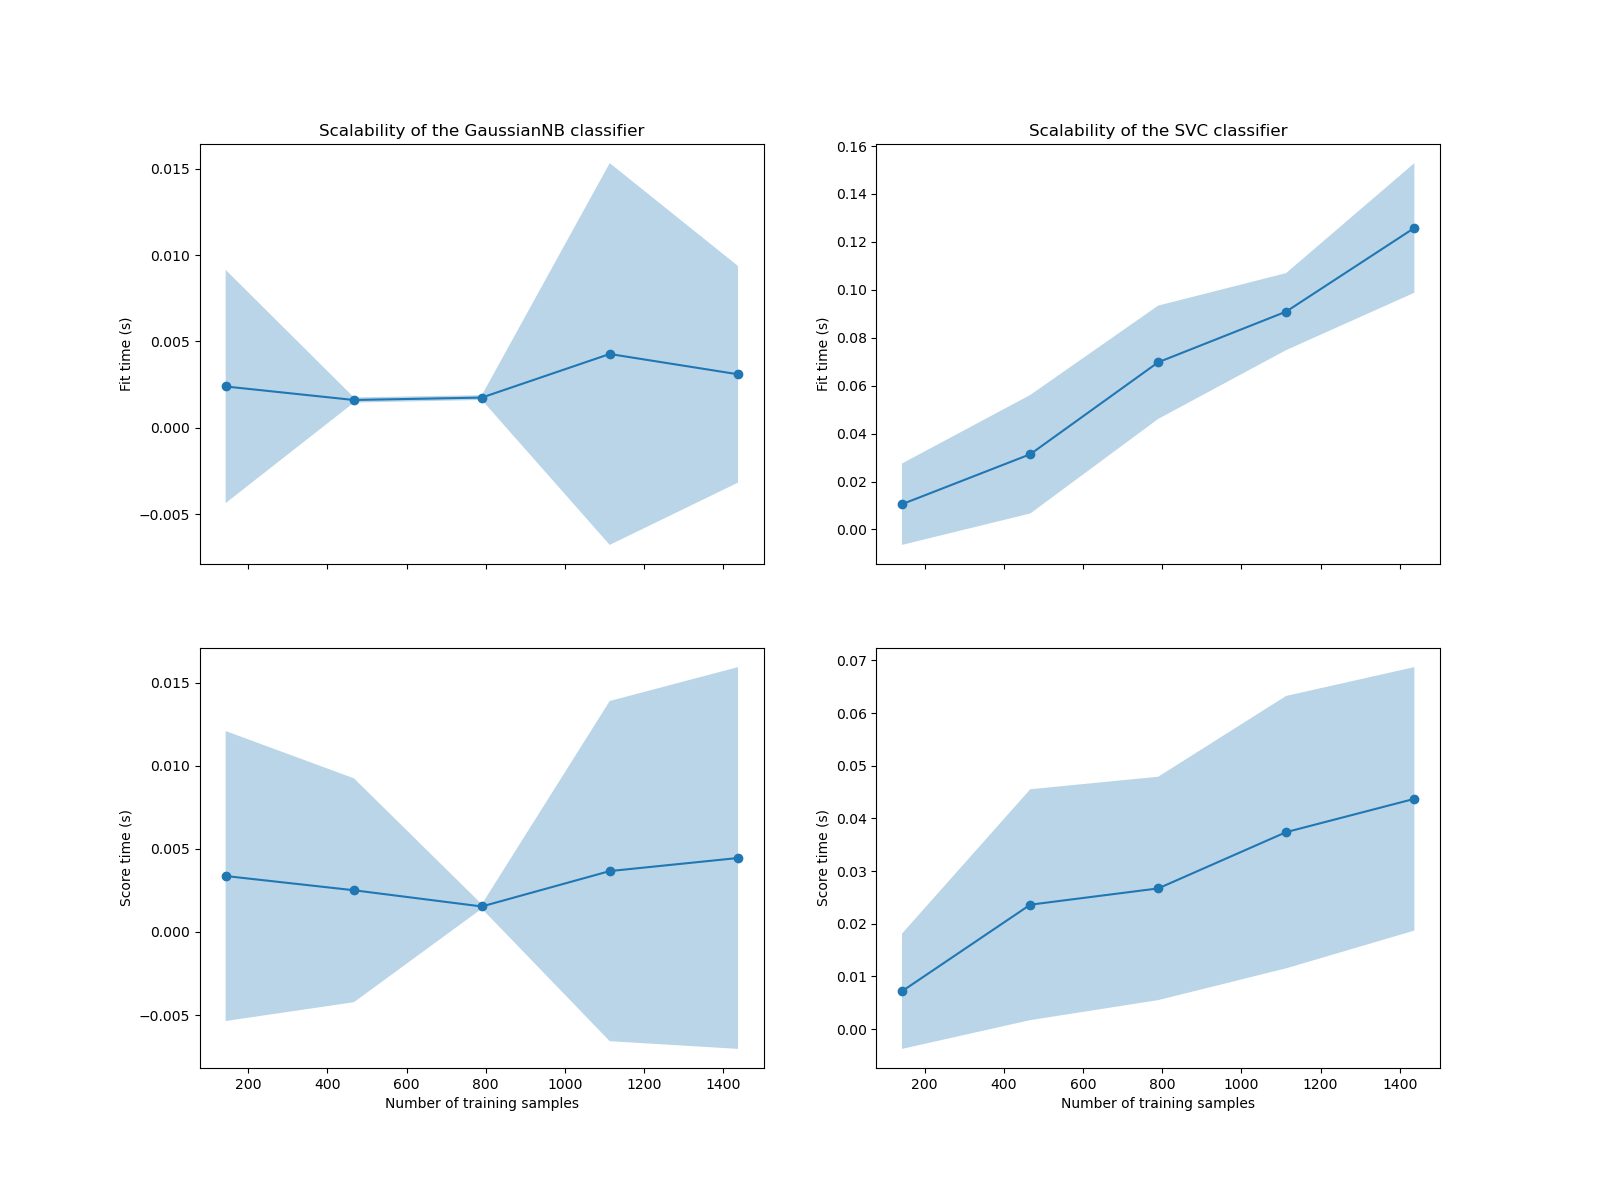 Scalability of the GaussianNB classifier
0.015
0.010
0.005
0.000
−0.005
Fit time (s)
Scalability of the SVC classifier
0.16
0.14
0.12
0.10
0.08
0.06
0.04
0.02
0.00
Fit time (s)
0.015
0.010
0.005
0.000
−0.005
Score time (s)
200 400 600 800 1000 1200 1400
Number of training samples
0.07
0.06
0.05
0.04
0.03
0.02
0.01
0.00
Score time (s)
200 400 600 800 1000 1200 1400
Number of training samples